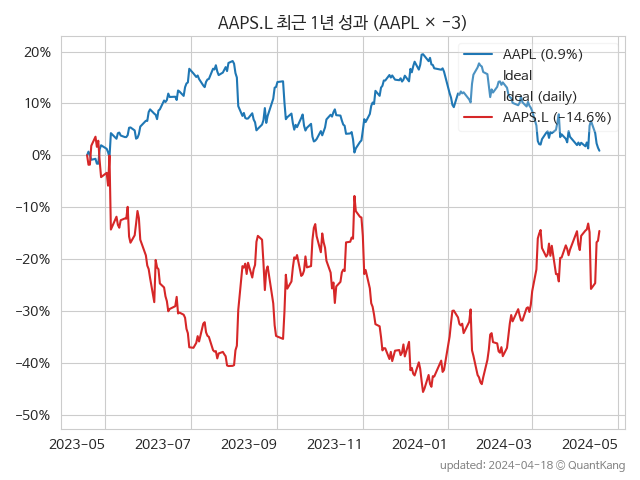 AAPS.L 최근 1년 성과 (AAPL × −3)
20%
10%
0%
−10%
−20%
−30%
−40%
−50%
AAPL (0.9%)
Ideal
Ideal (daily)
AAPS.L (−14.6%)
2023-05
2023-07
2023-09
2023-11
2024-01
2024-03
2024-05
updated: 2024-04-18 © QuantKang